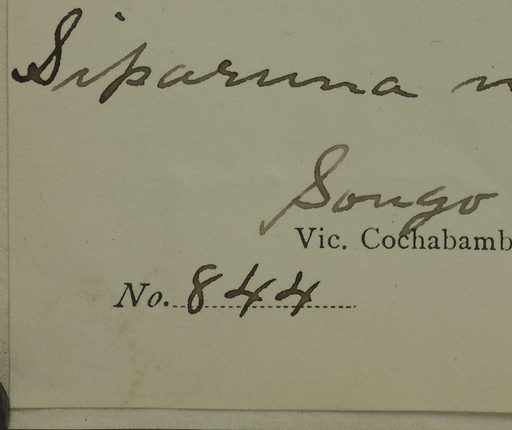 Siparuna
Songo
Vic. Cochabamb
No. 844